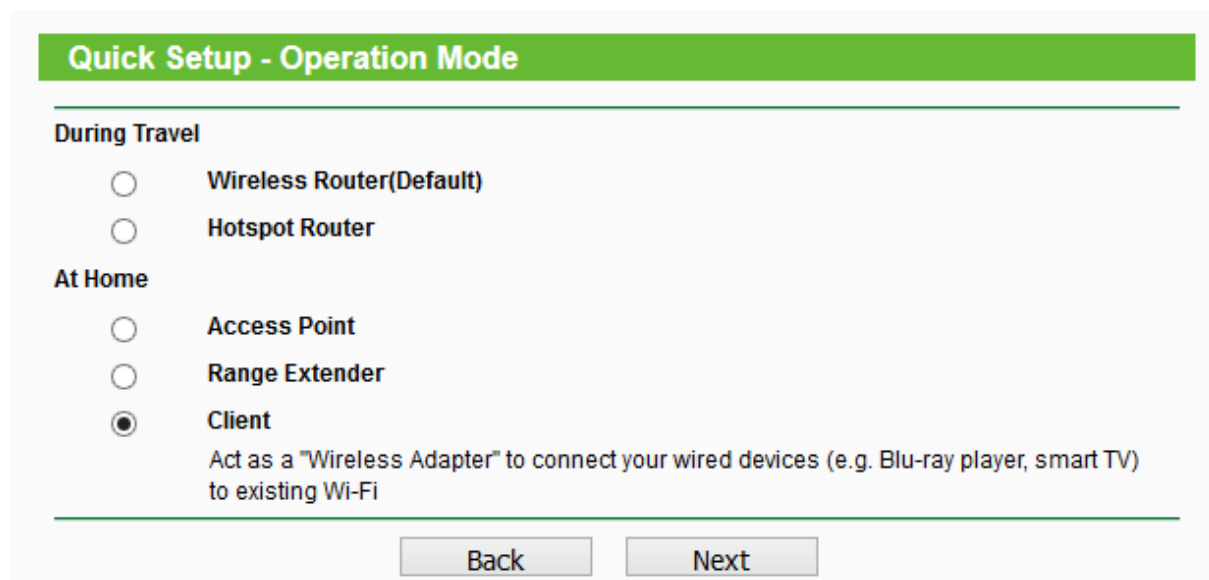 Quick Setup - Operation Mode
During Travel
Wireless Router(Default)
Hotspot Router
At Home
Access Point
Range Extender
Client
Act as a "Wireless Adapter" to connect your wired devices (e.g. Blu-ray player, smart TV)
to existing Wi-Fi
Back Next